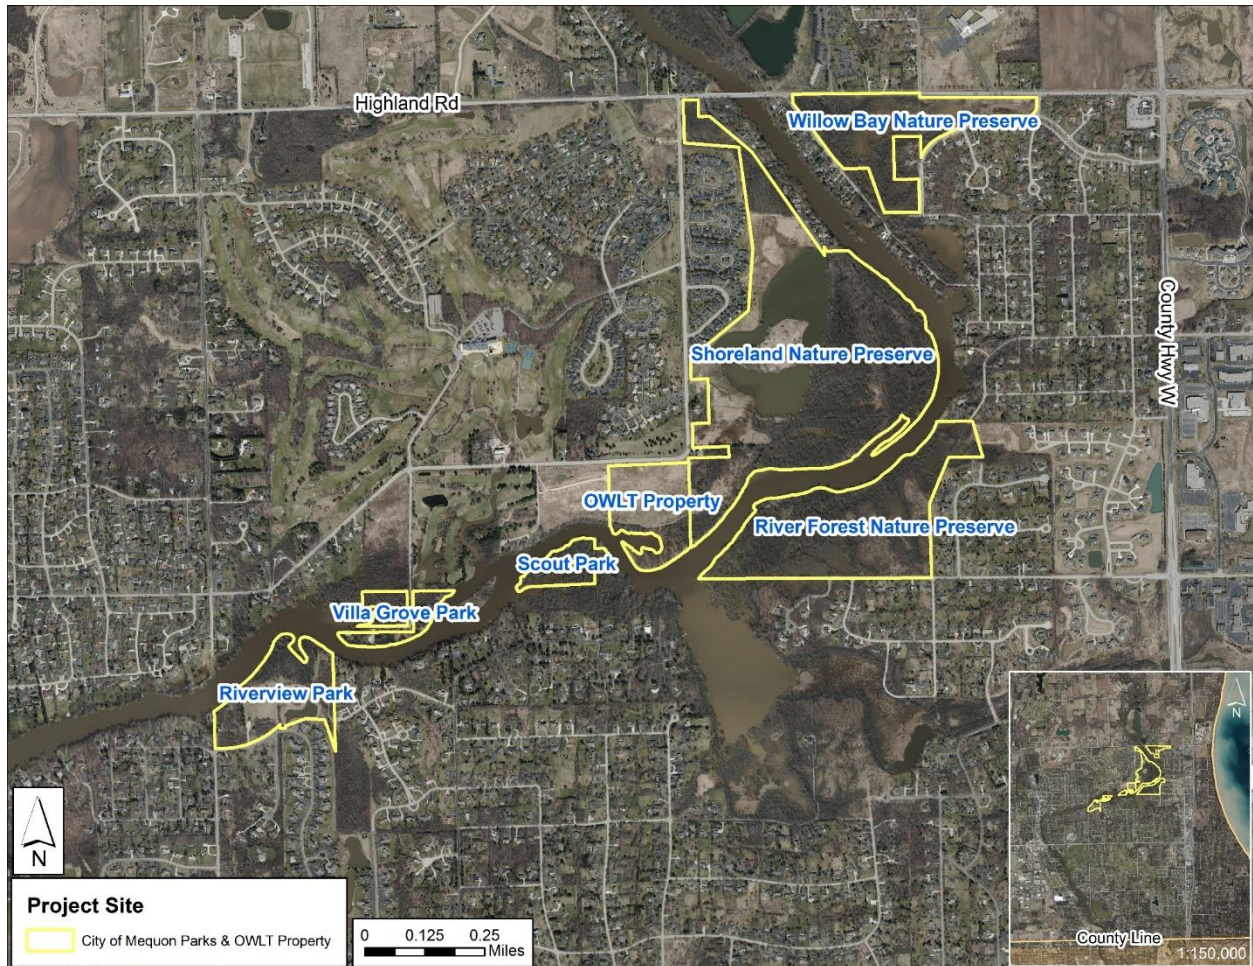 Highland Rd
Willow Bay Nature Preserve
County Hwy W
Shoreland Nature Preserve
OWLT Property
River Forest Nature Preserve
Scout Park
Villa Grove Park
Riverview Park
N
N
Project Site
City of Mequon Parks & OWLT Property
0 0.125 0.25
Miles
County Line
1:150,000